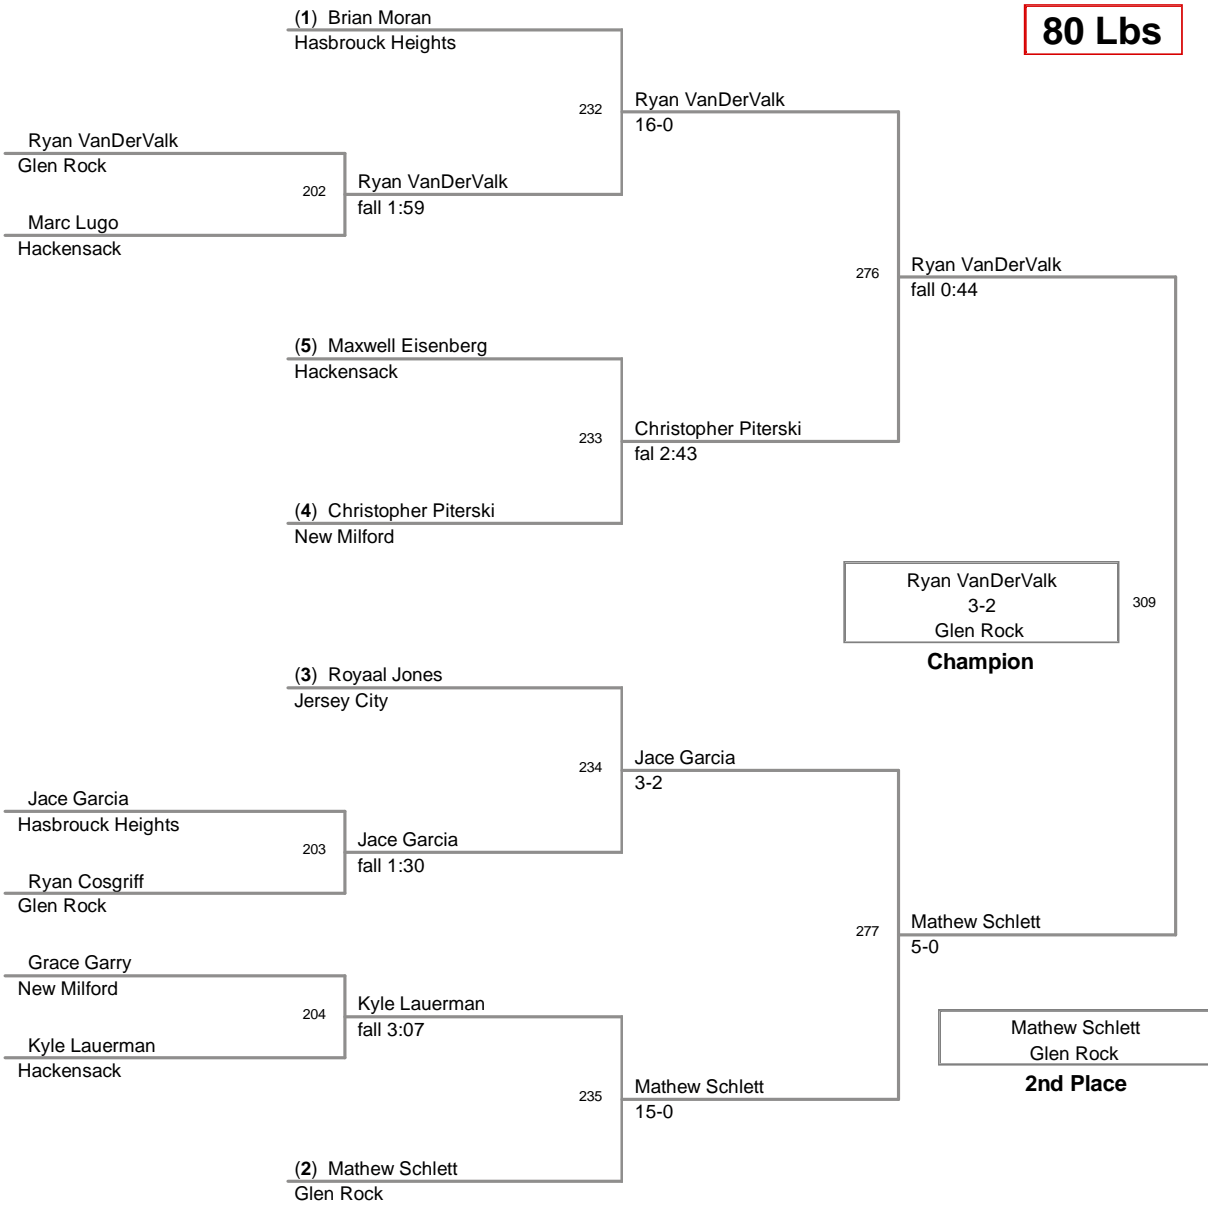 (1) Brian Moran
Hasbrouck Heights
80 Lbs
232
Ryan VanDerValk
16-0
Ryan VanDerValk
Glen Rock
202
Ryan VanDerValk
fall 1:59
Marc Lugo
Hackensack
276
Ryan VanDerValk
fall 0:44
(5) Maxwell Eisenberg
Hackensack
233
Christopher Piterski
fal 2:43
(4) Christopher Piterski
New Milford
Ryan VanDerValk
3-2
Glen Rock
309
Champion
(3) Royaal Jones
Jersey City
234
Jace Garcia
3-2
Jace Garcia
Hasbrouck Heights
203
Jace Garcia
fall 1:30
Ryan Cosgriff
Glen Rock
277
Mathew Schlett
5-0
Grace Garry
New Milford
204
Kyle Lauerman
fall 3:07
Kyle Lauerman
Hackensack
Mathew Schlett
Glen Rock
2nd Place
235
Mathew Schlett
15-0
(2) Mathew Schlett
Glen Rock